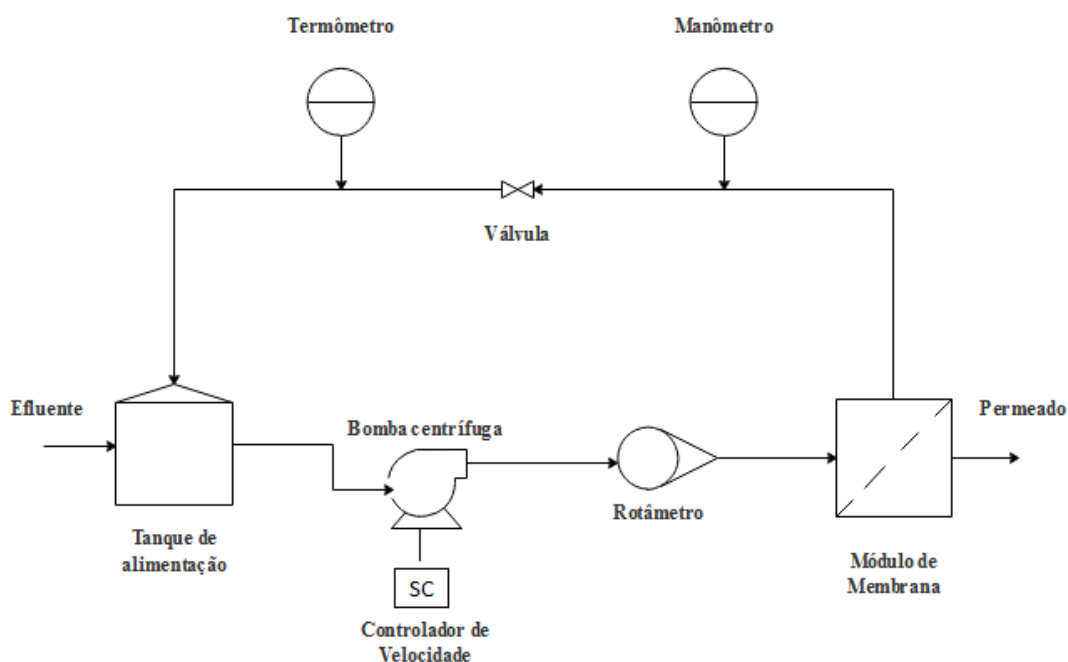 Termômetro
Manômetro
Válvula
Efluente
Bomba centrífuga
Permeado
Rotâmetro
Tanque de
alimentação
Módulo de
Membrana
SC
Controlador de
Velocidade